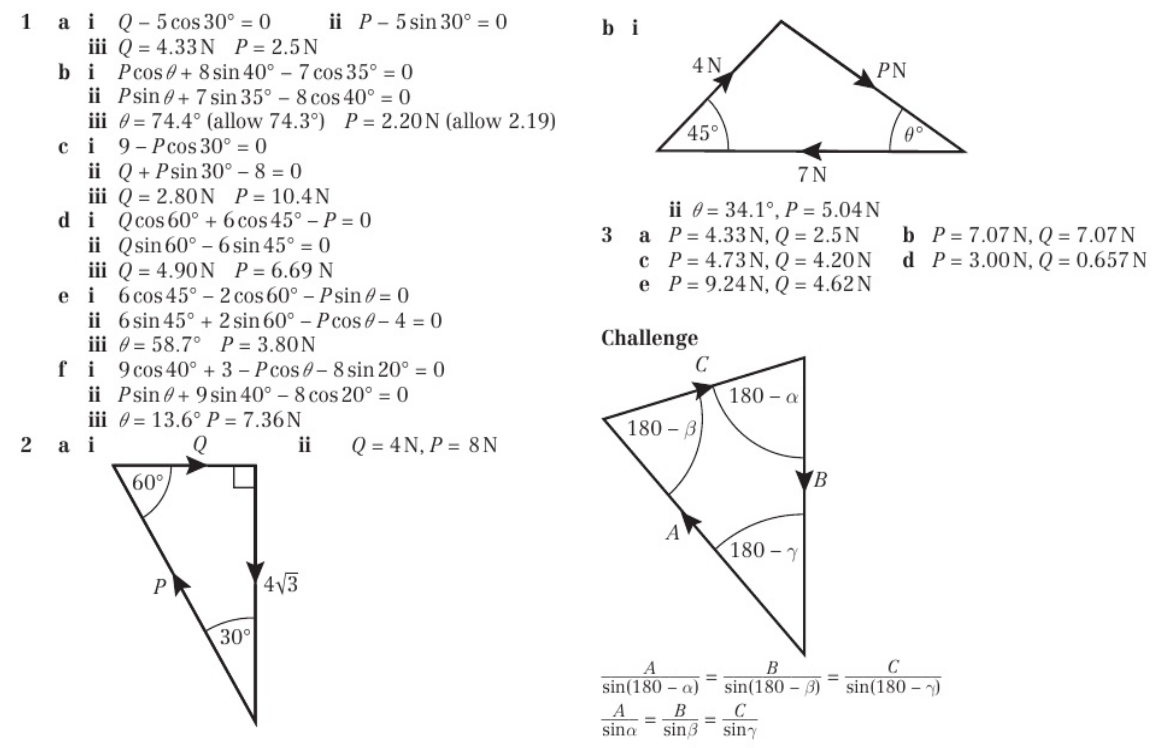 1 a i Q − 5 cos 30° = 0 ii P − 5 sin 30° = 0
iii Q = 4.33 N P = 2.5 N
b i P cos θ + 8 sin 40° − 7 cos 35° = 0
ii P sin θ + 7 sin 35° − 8 cos 40° = 0
iii θ = 74.4° (allow 74.3°) P = 2.20 N (allow 2.19)
c i 9 − P cos 30° = 0
ii Q + P sin 30° − 8 = 0
iii Q = 2.80 N P = 10.4 N
d i Q cos 60° + 6 cos 45° − P = 0
ii Q sin 60° − 6 sin 45° = 0
iii Q = 4.90 N P = 6.69 N
e i 6 cos 45° − 2 cos 60° − P sin θ = 0
ii 6 sin 45° + 2 sin 60° − P cos θ − 4 = 0
iii θ = 58.7° P = 3.80 N
f i 9 cos 40° + 3 − P cos θ − 8 sin 20° = 0
ii P sin θ + 9 sin 40° − 8 cos 20° = 0
iii θ = 13.6° P = 7.36 N
2 a i ii Q = 4 N, P = 8 N
Q
60°
P
4√3
30°
b i
4 N
PN
45°
θ°
7 N
ii θ = 34.1°, P = 5.04 N
3 a P = 4.33 N, Q = 2.5 N b P = 7.07 N, Q = 7.07 N
c P = 4.73 N, Q = 4.20 N d P = 3.00 N, Q = 0.657 N
e P = 9.24 N, Q = 4.62 N
Challenge
C
180 − α
180 − β
B
A
180 − γ
A/sin(180 − α) = B/sin(180 − β) = C/sin(180 − γ)
A/sin α = B/sin β = C/sin γ